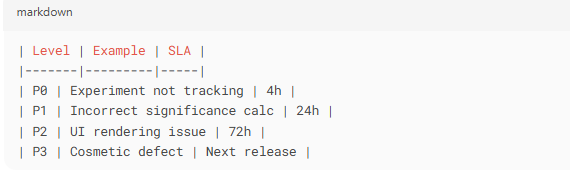 markdown
| Level | Example | SLA |
|-------|---------|-----|
| P0 | Experiment not tracking | 4h |
| P1 | Incorrect significance calc | 24h |
| P2 | UI rendering issue | 72h |
| P3 | Cosmetic defect | Next release |